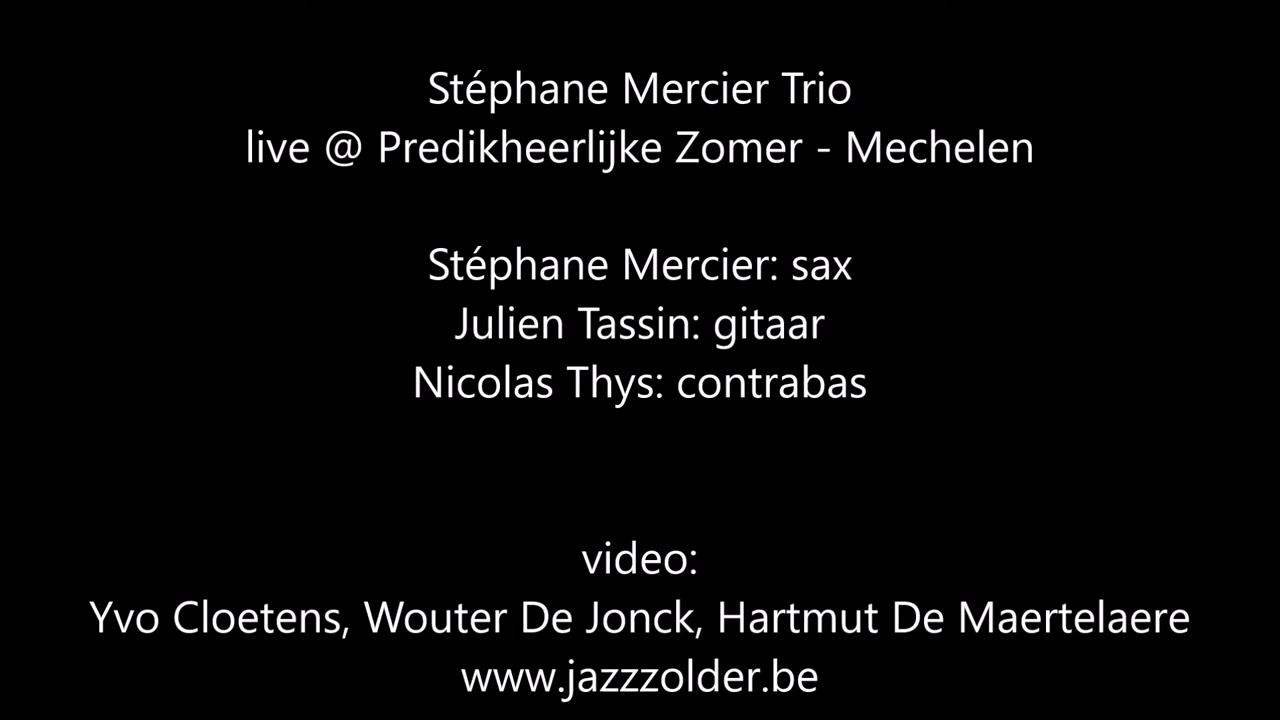 Stéphane Mercier Trio
live @ Predikheerlijke Zomer - Mechelen
Stéphane Mercier: sax
Julien Tassin: gitaar
Nicolas Thys: contrabas
video:
Yvo Cloetens, Wouter De Jonck, Hartmut De Maertelaere
www.jazzzolder.be